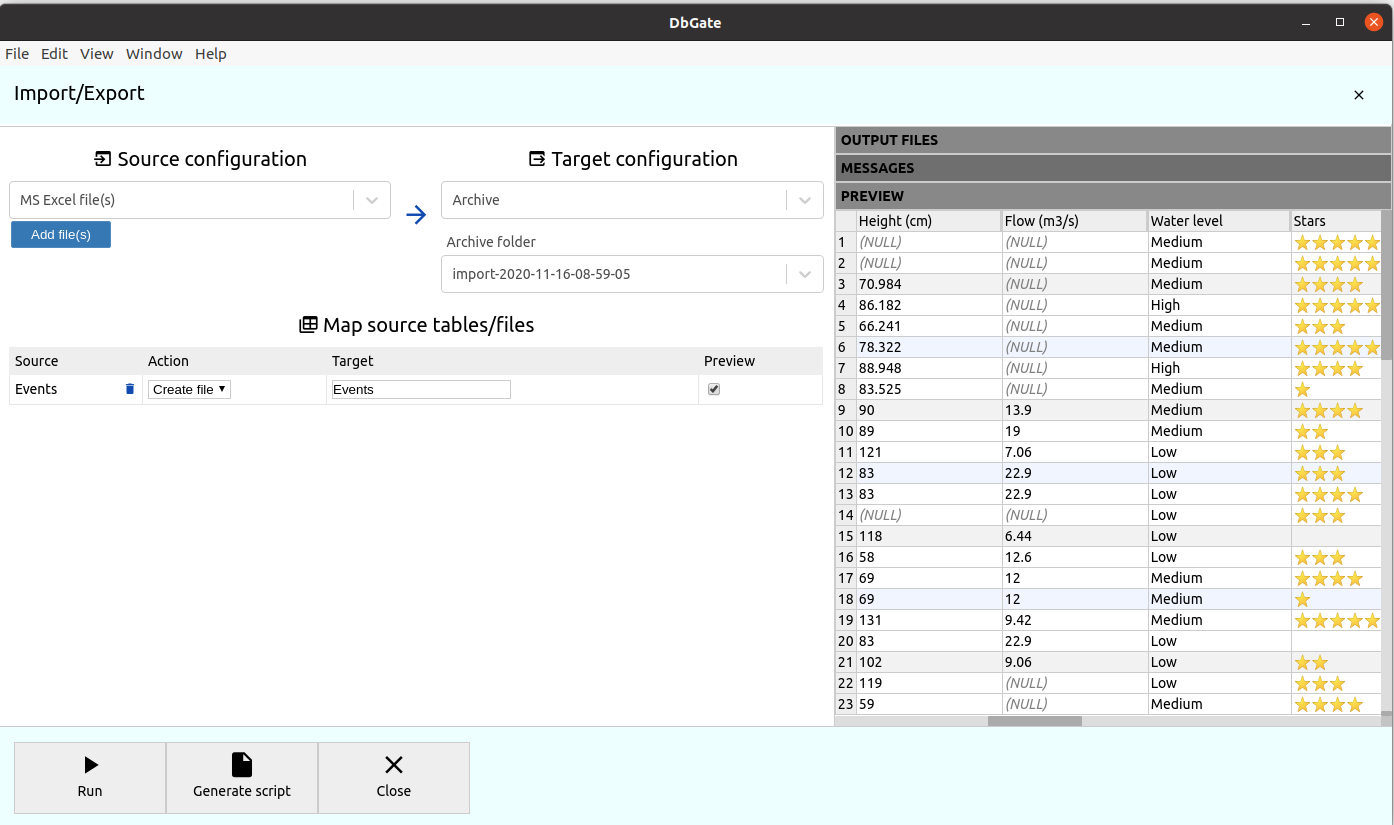 DbGate
File Edit View Window Help
Import/Export
Source configuration
Target configuration
MS Excel file(s)
Add file(s)
Archive
Archive folder
import-2020-11-16-08-59-05
Map source tables/files
Source Action Target Preview
Events Create file Events
OUTPUT FILES
MESSAGES
PREVIEW
Height (cm) Flow (m3/s) Water level Stars
1 (NULL) (NULL) Medium
2 (NULL) (NULL) Medium
3 70.984 (NULL) Medium
4 86.182 (NULL) High
5 66.241 (NULL) Medium
6 78.322 (NULL) Medium
7 88.948 (NULL) High
8 83.525 (NULL) Medium
9 90 13.9 Medium
10 89 19 Medium
11 121 7.06 Low
12 83 22.9 Low
13 83 22.9 Low
14 (NULL) (NULL) Low
15 118 6.44 Low
16 58 12.6 Low
17 69 12 Medium
18 69 12 Medium
19 131 9.42 Medium
20 83 22.9 Low
21 102 9.06 Low
22 119 (NULL) Low
23 59 (NULL) Medium
Run Generate script Close